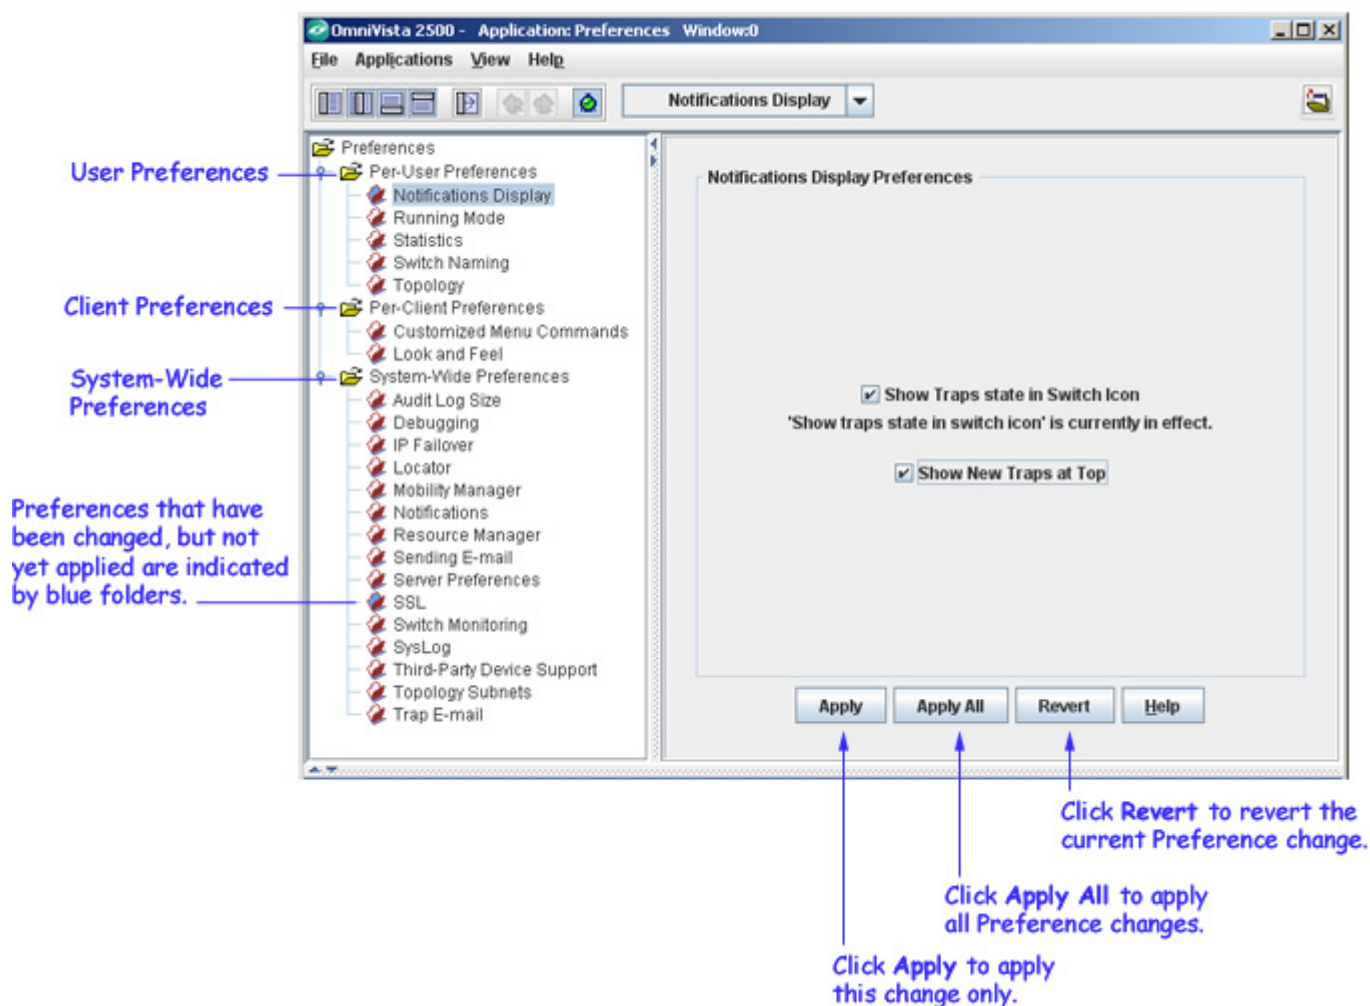 OmniVista 2500 - Application: Preferences Window:0
File Applications View Help
Notifications Display
Preferences
Per-User Preferences
Notifications Display
Running Mode
Statistics
Switch Naming
Topology
Per-Client Preferences
Customized Menu Commands
Look and Feel
System-Wide Preferences
Audit Log Size
Debugging
IP Failover
Locator
Mobility Manager
Notifications
Resource Manager
Sending E-mail
Server Preferences
SSL
Switch Monitoring
SysLog
Third-Party Device Support
Topology Subnets
Trap E-mail
User Preferences
Client Preferences
System-Wide
Preferences
Preferences that have
been changed, but not
yet applied are indicated
by blue folders.
Notifications Display Preferences
Show Traps state in Switch Icon
'Show traps state in switch icon' is currently in effect.
Show New Traps at Top
Apply Apply All Revert Help
Click Revert to revert the
current Preference change.
Click Apply All to apply
all Preference changes.
Click Apply to apply
this change only.